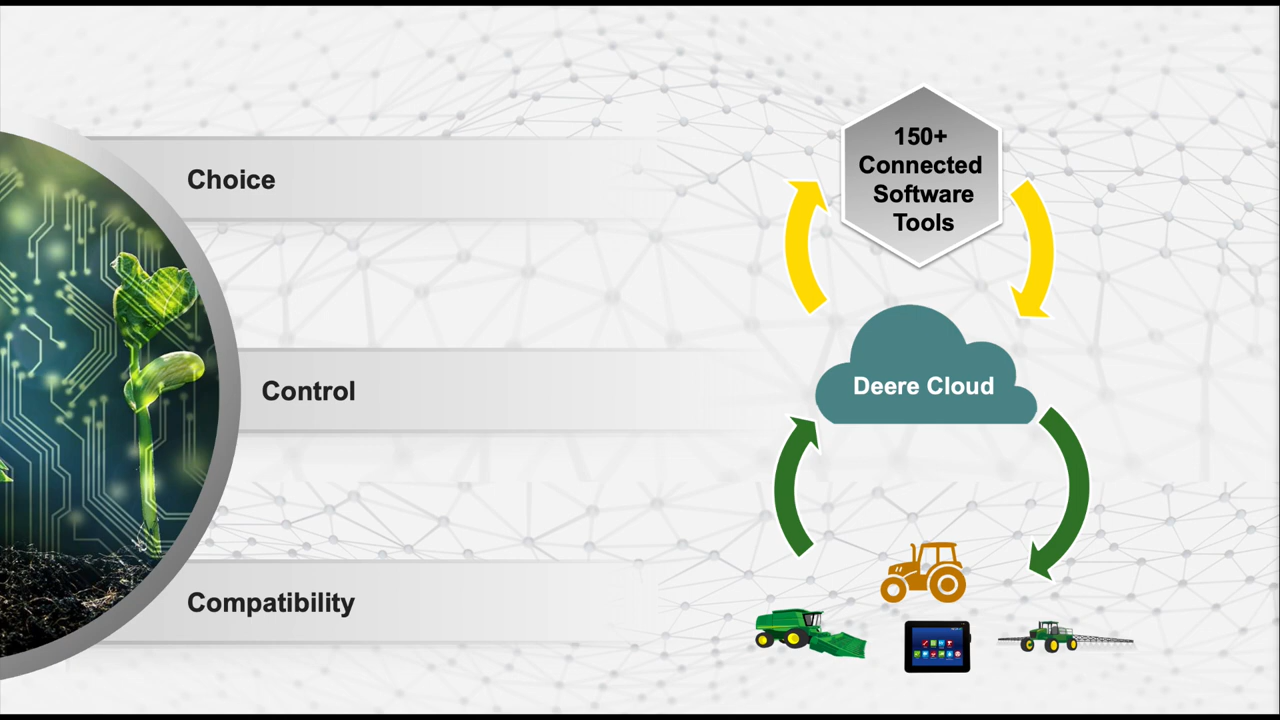 Choice
Control
Compatibility
150+
Connected
Software
Tools
Deere Cloud